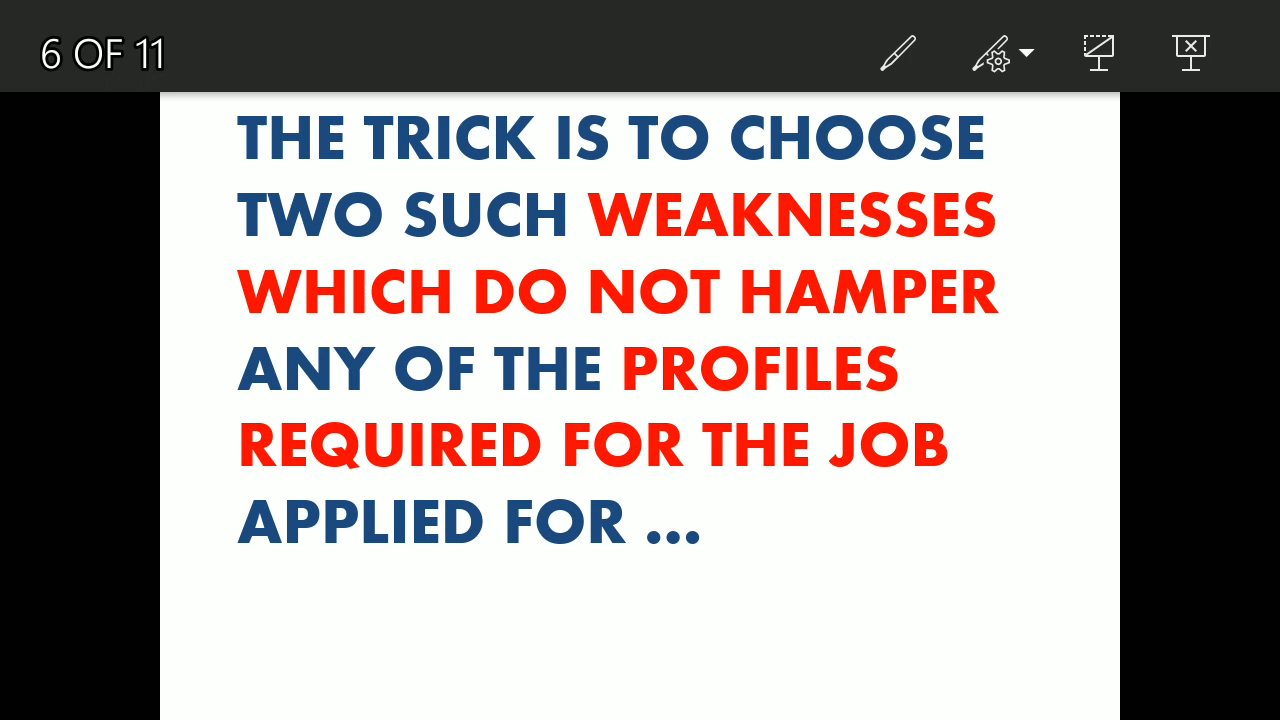 6 OF 11
THE TRICK IS TO CHOOSE
TWO SUCH WEAKNESSES
WHICH DO NOT HAMPER
ANY OF THE PROFILES
REQUIRED FOR THE JOB
APPLIED FOR ...